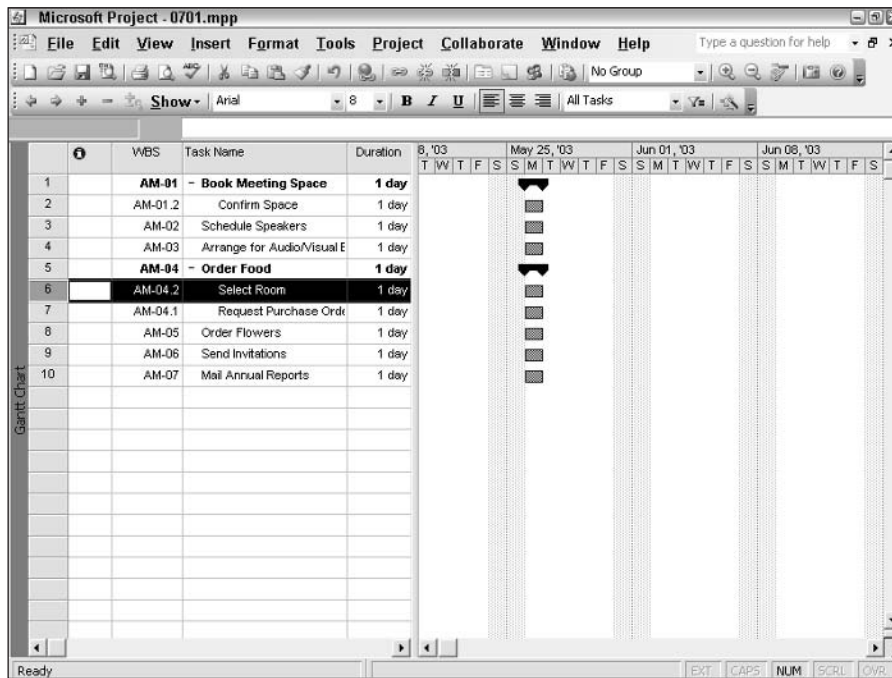 Microsoft Project - 0701.mpp
File Edit View Insert Format Tools Project Collaborate Window Help Type a question for help
No Group
Show Arial 8 B I U All Tasks
WBS Task Name Duration 8, '03 May 25, '03 Jun 01, '03 Jun 08, '03
T W T F S S M T W T F S S M T W T F S S M T W T F S
1 AM-01 - Book Meeting Space 1 day
2 AM-01.2 Confirm Space 1 day
3 AM-02 Schedule Speakers 1 day
4 AM-03 Arrange for Audio/Visual E 1 day
5 AM-04 - Order Food 1 day
6 AM-04.2 Select Room 1 day
7 AM-04.1 Request Purchase Orde 1 day
8 AM-05 Order Flowers 1 day
9 AM-06 Send Invitations 1 day
10 AM-07 Mail Annual Reports 1 day
Gantt Chart
Ready EXT CAPS NUM SCRL OVR